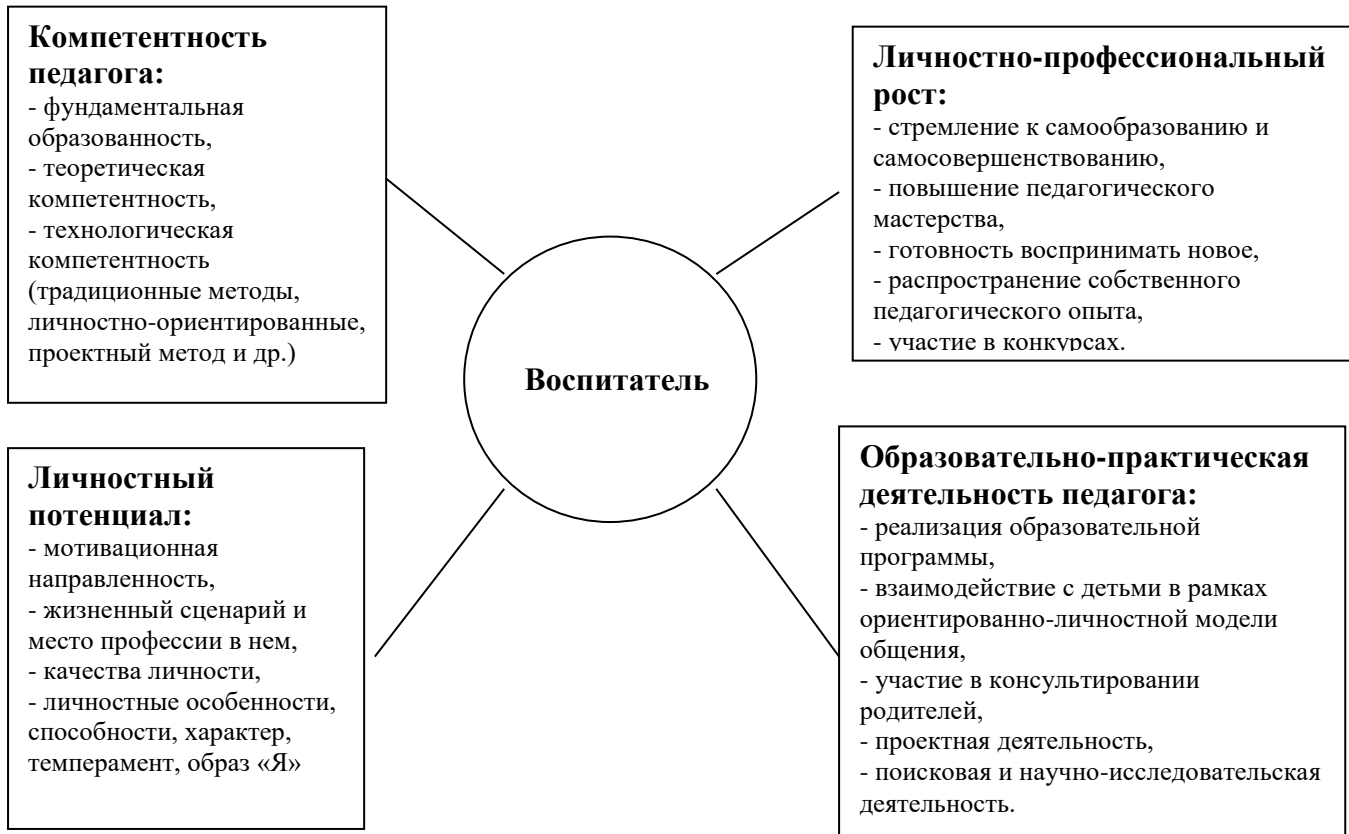 Компетентность
педагога:
- фундаментальная
образованность,
- теоретическая
компетентность,
- технологическая
компетентность
(традиционные методы,
личностно-ориентированные,
проектный метод и др.)
Личностно-профессиональный
рост:
- стремление к самообразованию и
самосовершенствованию,
- повышение педагогического
мастерства,
- готовность воспринимать новое,
- распространение собственного
педагогического опыта,
- участие в конкурсах.
Воспитатель
Личностный
потенциал:
- мотивационная
направленность,
- жизненный сценарий и
место профессии в нем,
- качества личности,
- личностные особенности,
способности, характер,
темперамент, образ «Я»
Образовательно-практическая
деятельность педагога:
- реализация образовательной
программы,
- взаимодействие с детьми в рамках
ориентированно-личностной модели
общения,
- участие в консультировании
родителей,
- проектная деятельность,
- поисковая и научно-исследовательская
деятельность.